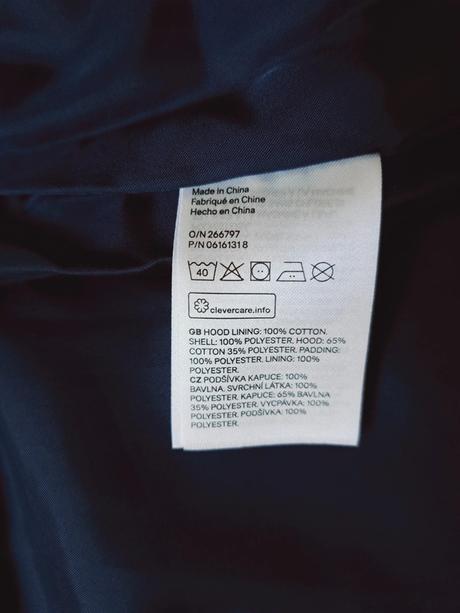 Made in China
Fabriqué en Chine
Hecho en China
O/N 266797
P/N 06161318
40
clevercare.info
GB HOOD LINING: 100% COTTON.
SHELL: 100% POLYESTER. HOOD: 65%
COTTON 35% POLYESTER. PADDING:
100% POLYESTER. LINING: 100%
POLYESTER.
CZ PODŠÍVKA KAPUCE: 100%
BAVLNA. SVRCHNÍ LÁTKA: 100%
POLYESTER. KAPUCE: 65% BAVLNA
35% POLYESTER. VYCPÁVKA: 100%
POLYESTER. PODŠÍVKA: 100%
POLYESTER.